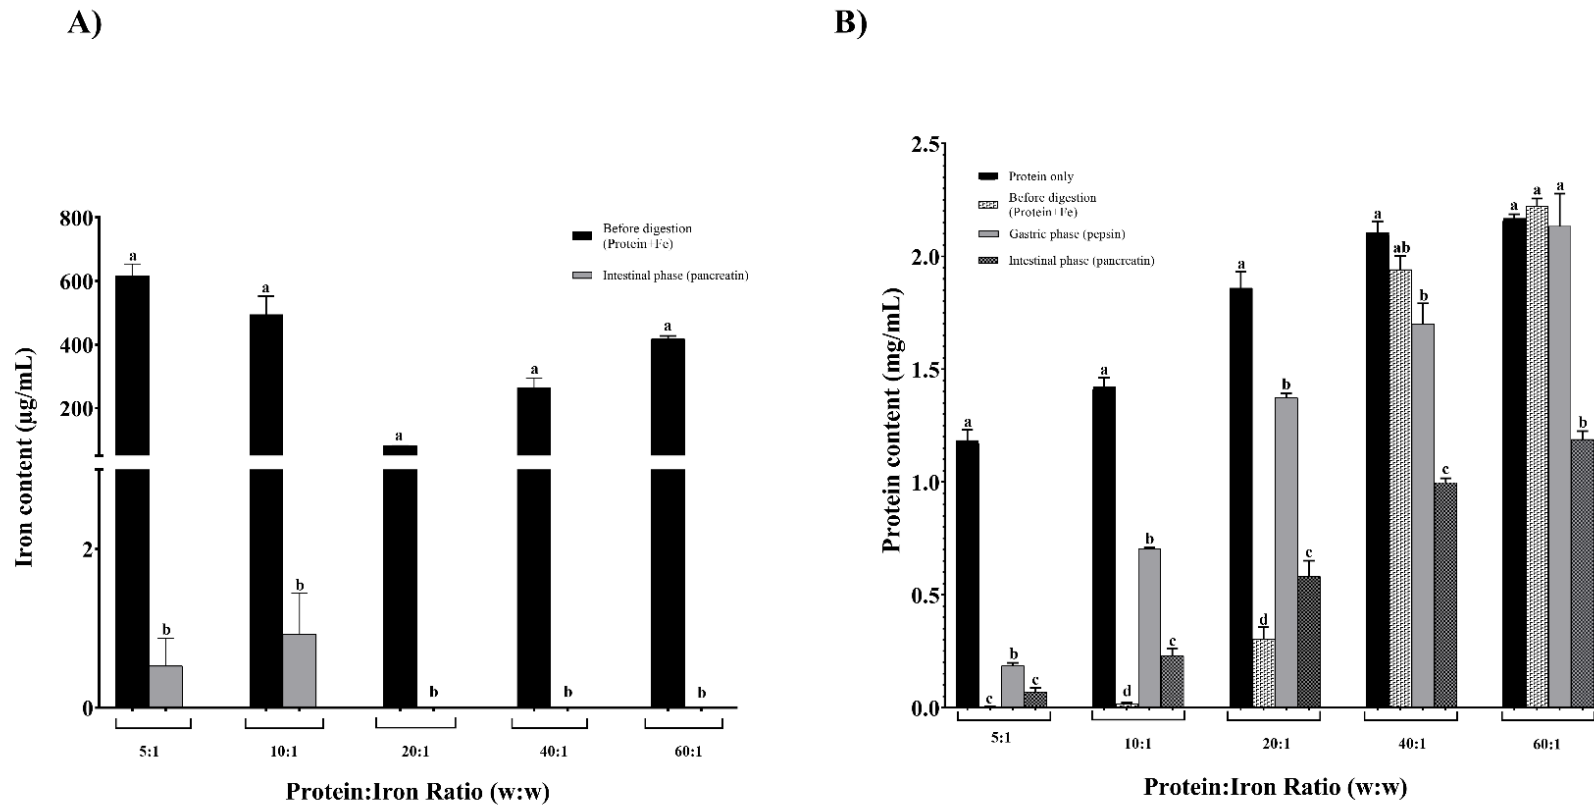 A)
B)
Iron content (µg/mL)
800
600
400
200
2
0
Before digestion
(Protein+Fe)
Intestinal phase (pancreatin)
a
b
a
b
a
b
a
b
a
b
5:1
10:1
20:1
40:1
60:1
Protein:Iron Ratio (w:w)
Protein content (mg/mL)
2.5
2.0
1.5
1.0
0.5
0.0
Protein only
Before digestion
(Protein+Fe)
Gastric phase (pepsin)
Intestinal phase (pancreatin)
a
c
b
c
a
d
b
c
a
d
b
c
a
ab
b
c
a
a
a
b
5:1
10:1
20:1
40:1
60:1
Protein:Iron Ratio (w:w)